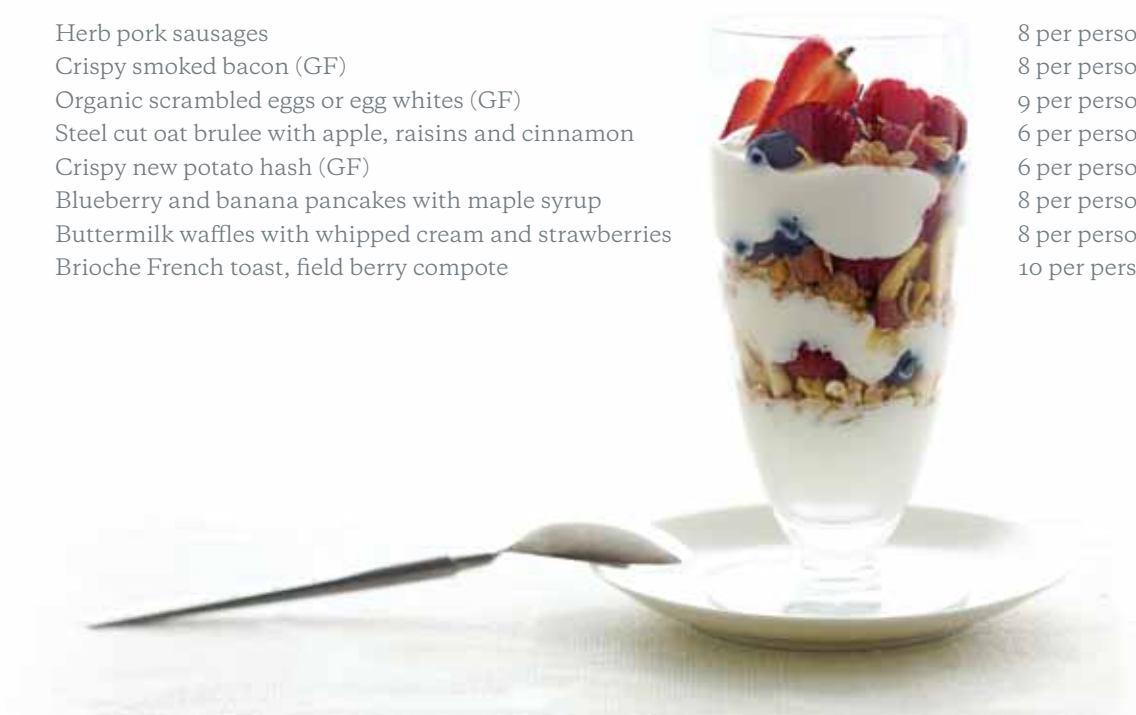 Herb pork sausages 8 per perso
Crispy smoked bacon (GF) 8 per perso
Organic scrambled eggs or egg whites (GF) 9 per perso
Steel cut oat brulee with apple, raisins and cinnamon 6 per perso
Crispy new potato hash (GF) 6 per perso
Blueberry and banana pancakes with maple syrup 8 per perso
Buttermilk waffles with whipped cream and strawberries 8 per perso
Brioche French toast, field berry compote 10 per pers